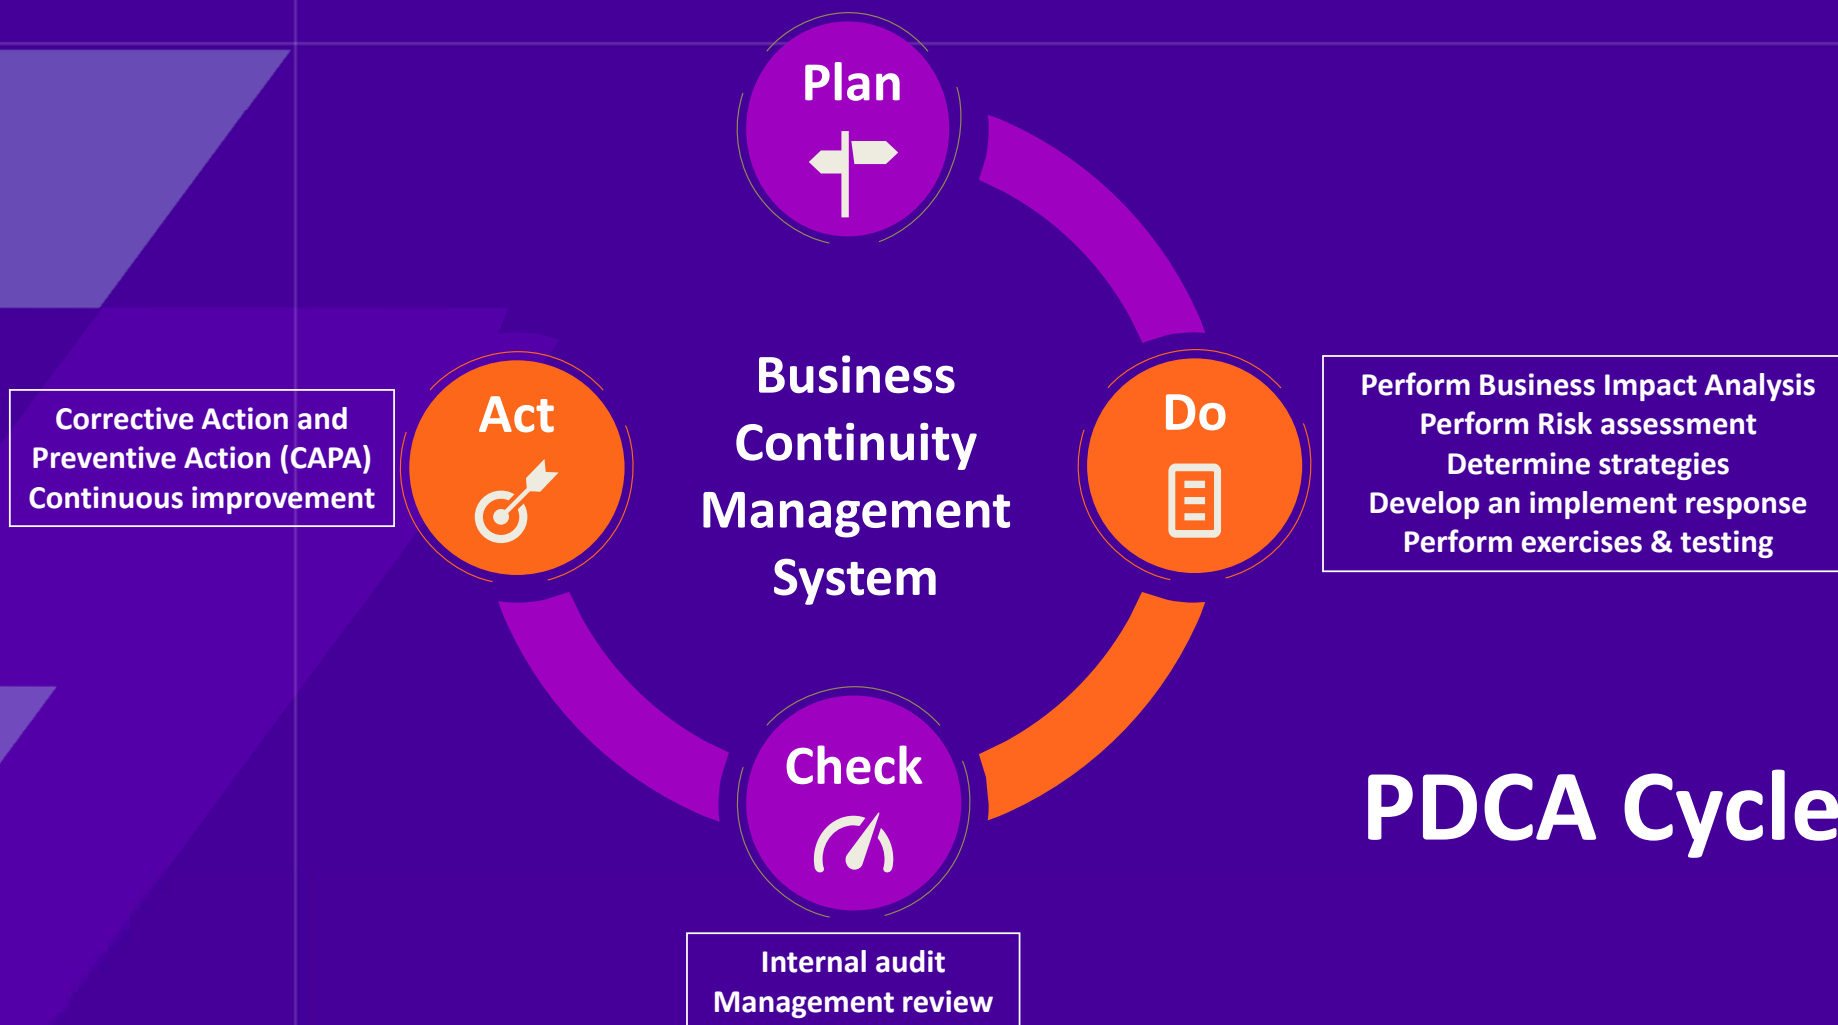 Plan
Business
Continuity
Management
System
Act
Corrective Action and
Preventive Action (CAPA)
Continuous improvement
Do
Perform Business Impact Analysis
Perform Risk assessment
Determine strategies
Develop an implement response
Perform exercises & testing
Check
Internal audit
Management review
PDCA Cycle